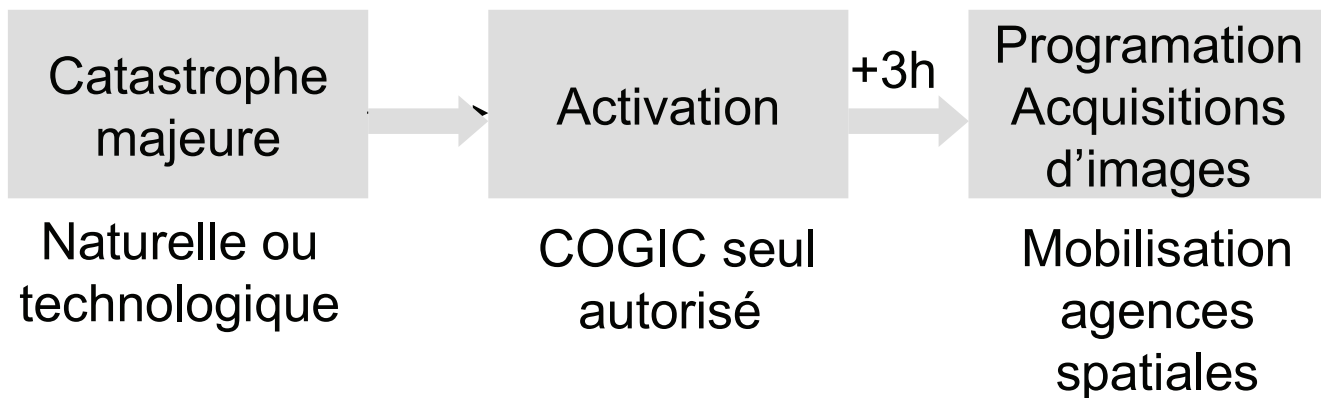 Catastrophe
majeure
Naturelle ou
technologique
Activation
COGIC seul
autorisé
+3h
Programation
Acquisitions
d’images
Mobilisation
agences
spatiales